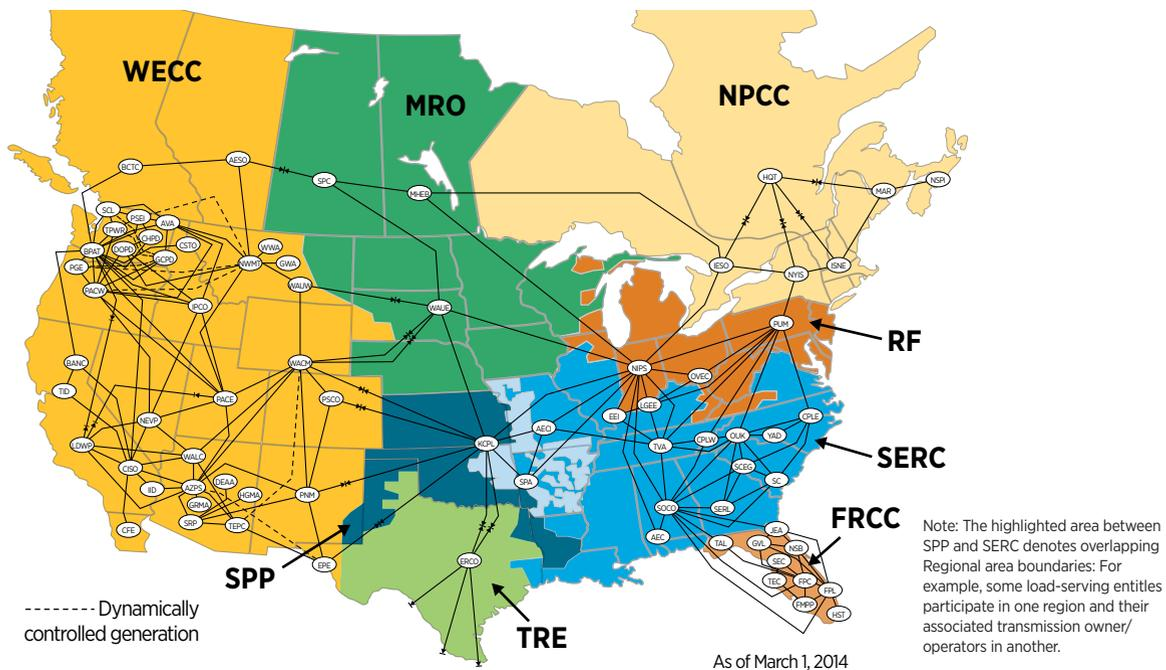 WECC
MRO
NPCC
BCTC
AESO
SPC
MHEB
HQT
MAR
NSPI
SCL
PSEI
AVA
TPWR
CHPD
CSTO
BPAT
DOPD
GCPD
WWA
PGE
NWMT
GWA
IESO
NYIS
ISNE
PACW
WAUW
IPCO
WAUE
PJM
RF
BANC
WACM
NIPS
OVEC
TID
PACE
PSCO
LGEE
EEI
NEVP
CPLE
LDWP
KCPL
AECI
TVA
CPLW
YAD
SERC
CISO
WALC
SCEG
IID
AZPS
DEAA
SPA
SC
GRMA
HGMA
PNM
SOCO
SERL
CFE
SRP
TEPC
FRCC
JEA
AEC
TAL
GVL
NSB
EPE
ERCO
SEC
SPP
TEC
FPC
FPL
FMPP
HST
TRE
Dynamically
controlled generation
As of March 1, 2014
Note: The highlighted area between
SPP and SERC denotes overlapping
Regional area boundaries: For
example, some load-serving entitles
participate in one region and their
associated transmission owner/
operators in another.